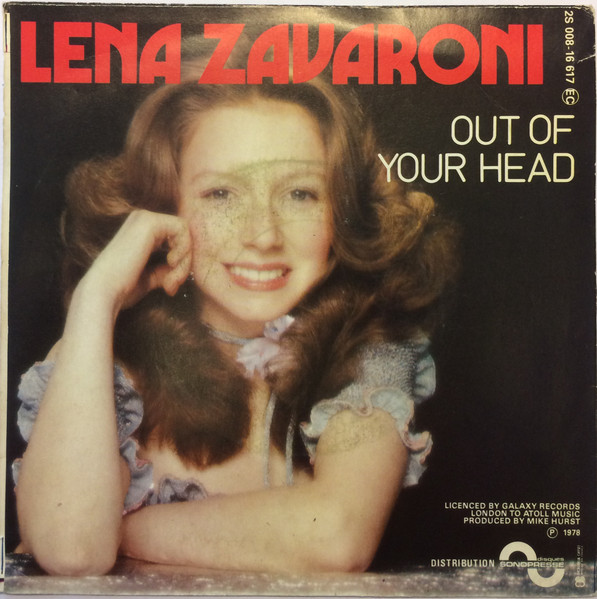 LENA ZAVARONI
2S 008-16 617 EC
OUT OF
YOUR HEAD
LICENCED BY GALAXY RECORDS
LONDON TO ATOLL MUSIC
PRODUCED BY MIKE HURST
Ⓟ 1978
DISTRIBUTION
disques
SONOPRESSE